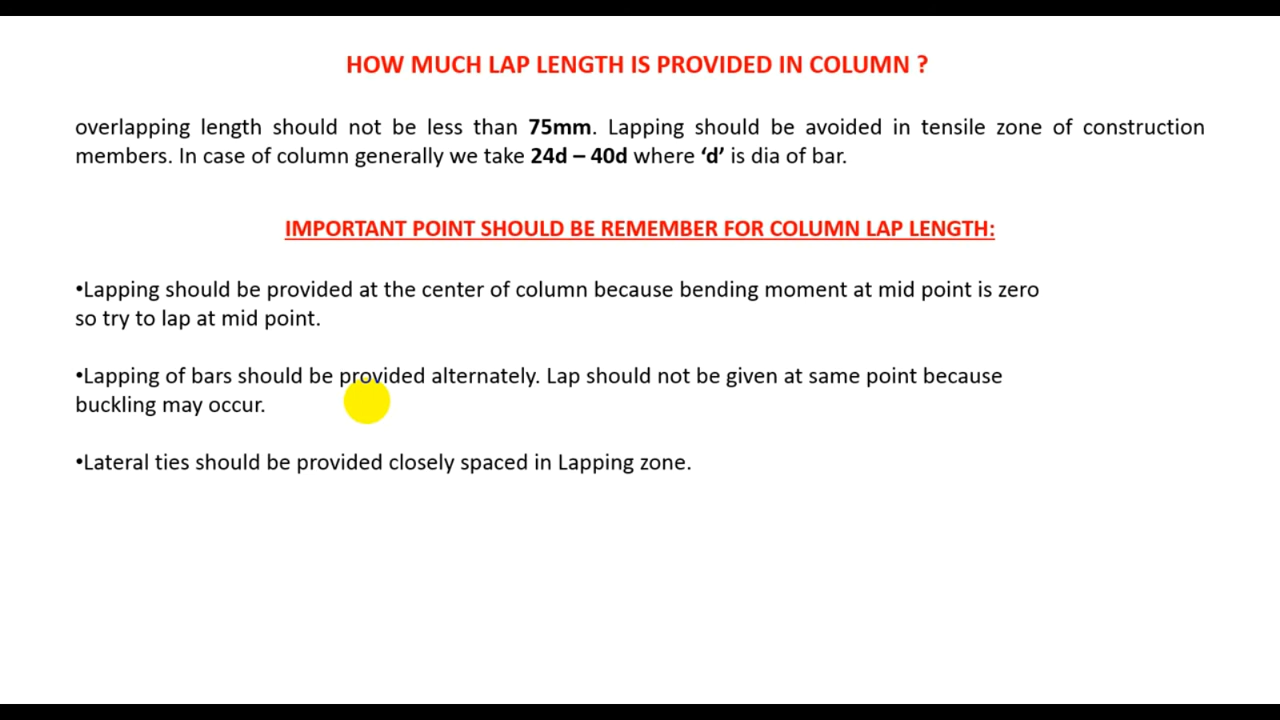 HOW MUCH LAP LENGTH IS PROVIDED IN COLUMN ?
overlapping length should not be less than 75mm. Lapping should be avoided in tensile zone of construction
members. In case of column generally we take 24d – 40d where ‘d’ is dia of bar.
IMPORTANT POINT SHOULD BE REMEMBER FOR COLUMN LAP LENGTH:
•Lapping should be provided at the center of column because bending moment at mid point is zero
so try to lap at mid point.
•Lapping of bars should be provided alternately. Lap should not be given at same point because
buckling may occur.
•Lateral ties should be provided closely spaced in Lapping zone.